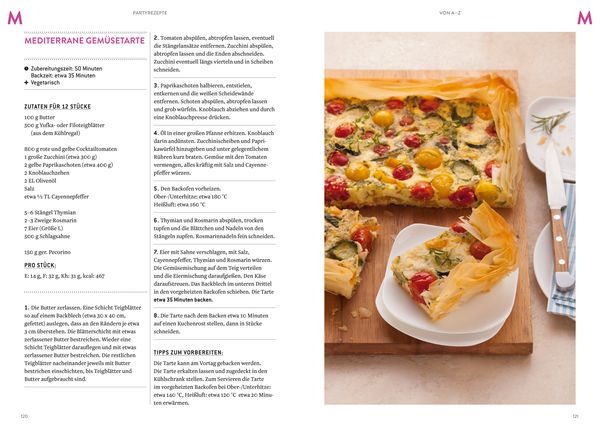 M
PARTYREZEPTE
VON A–Z
M
MEDITERRANE GEMÜSETARTE
Zubereitungszeit: 50 Minuten
Backzeit: etwa 35 Minuten
Vegetarisch
ZUTATEN FÜR 12 STÜCKE
100 g Butter
500 g Yufka- oder Filoteigblätter
(aus dem Kühlregal)
800 g rote und gelbe Cocktailtomaten
1 große Zucchini (etwa 300 g)
2 gelbe Paprikaschoten (etwa 400 g)
2 Knoblauchzehen
2 EL Olivenöl
Salz
etwa ½ TL Cayennepfeffer
5–6 Stängel Thymian
2–3 Zweige Rosmarin
7 Eier (Größe L)
500 g Schlagsahne
150 g ger. Pecorino
PRO STÜCK:
E: 14 g, F: 32 g, Kh: 31 g, kcal: 467
1. Die Butter zerlassen. Eine Schicht Teigblätter
so auf einem Backblech (etwa 30 x 40 cm,
gefettet) auslegen, dass an den Rändern je etwa
3 cm überstehen. Die Blätterschicht mit etwas
zerlassener Butter bestreichen. Wieder eine
Schicht Teigblätter darauflegen und mit etwas
zerlassener Butter bestreichen. Die restlichen
Teigblätter nacheinander jeweils mit Butter
bestreichen einschichten, bis Teigblätter und
Butter aufgebraucht sind.
2. Tomaten abspülen, abtropfen lassen, eventuell
die Stängelansätze entfernen. Zucchini abspülen,
abtropfen lassen und die Enden abschneiden.
Zucchini eventuell längs vierteln und in Scheiben
schneiden.
3. Paprikaschoten halbieren, entstielen,
entkernen und die weißen Scheidewände
entfernen. Schoten abspülen, abtropfen lassen
und grob würfeln. Knoblauch abziehen und durch
eine Knoblauchpresse drücken.
4. Öl in einer großen Pfanne erhitzen. Knoblauch
darin andünsten. Zucchinischeiben und Papri-
kawürfel hinzugeben und unter gelegentlichem
Rühren kurz braten. Gemüse mit den Tomaten
vermengen, alles kräftig mit Salz und Cayenne-
pfeffer würzen.
5. Den Backofen vorheizen.
Ober-/Unterhitze: etwa 180 °C
Heißluft: etwa 160 °C
6. Thymian und Rosmarin abspülen, trocken
tupfen und die Blättchen und Nadeln von den
Stängeln zupfen. Rosmarinnadeln fein schneiden.
7. Eier mit Sahne verschlagen, mit Salz,
Cayennepfeffer, Thymian und Rosmarin würzen.
Die Gemüsemischung auf dem Teig verteilen
und die Eiermischung daraufgießen. Den Käse
daraufstreuen. Das Backblech im unteren Drittel
in den vorgeheizten Backofen schieben. Die Tarte
etwa 35 Minuten backen.
8. Die Tarte nach dem Backen etwa 10 Minuten
auf einen Kuchenrost stellen, dann in Stücke
schneiden.
TIPPS ZUM VORBEREITEN:
Die Tarte kann am Vortag gebacken werden.
Die Tarte erkalten lassen und zugedeckt in den
Kühlschrank stellen. Zum Servieren die Tarte
im vorgeheizten Backofen bei Ober-/Unterhitze:
etwa 140 °C, Heißluft: etwa 120 °C etwa 20 Minu-
ten erwärmen.
120
121